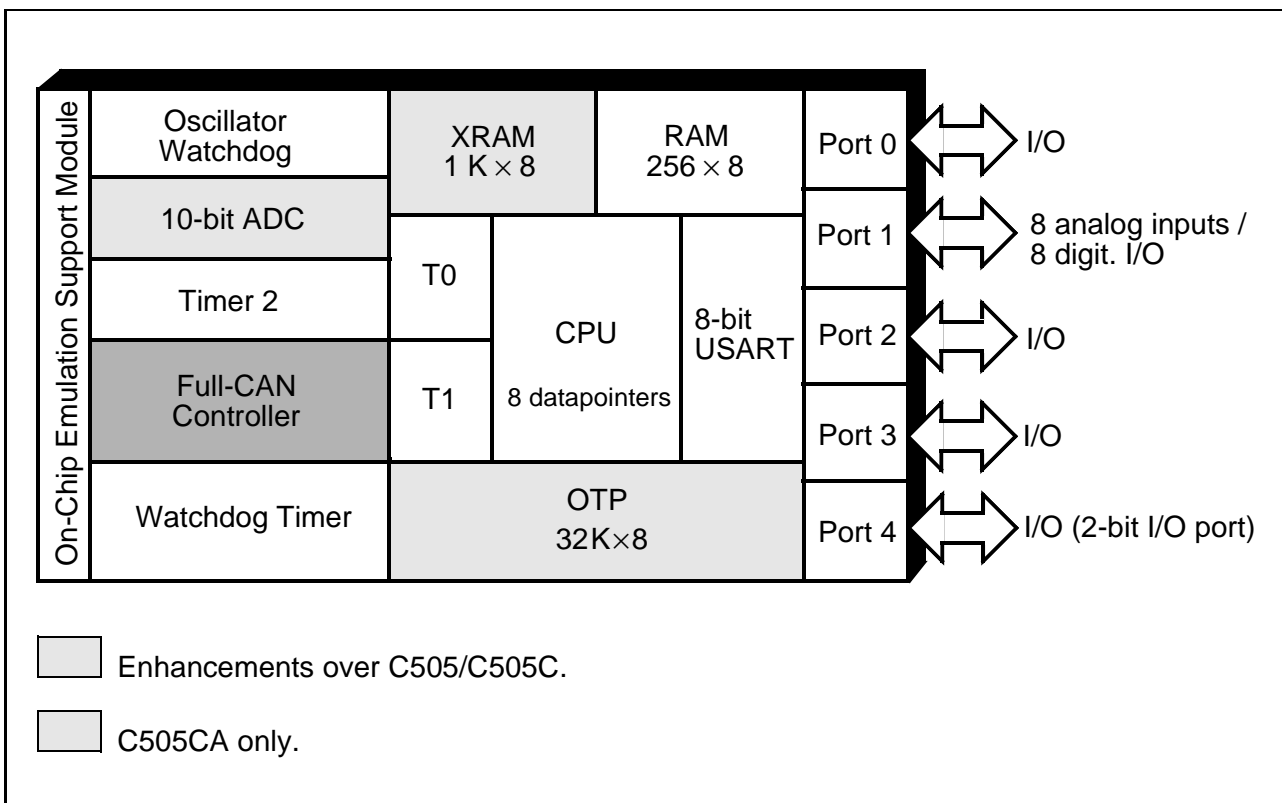 On-Chip Emulation Support Module
Oscillator
Watchdog
10-bit ADC
Timer 2
Full-CAN
Controller
Watchdog Timer
XRAM
1 K × 8
RAM
256 × 8
T0
T1
CPU
8 datapointers
8-bit
USART
OTP
32K×8
Port 0
I/O
Port 1
8 analog inputs /
8 digit. I/O
Port 2
I/O
Port 3
I/O
Port 4
I/O (2-bit I/O port)
Enhancements over C505/C505C.
C505CA only.